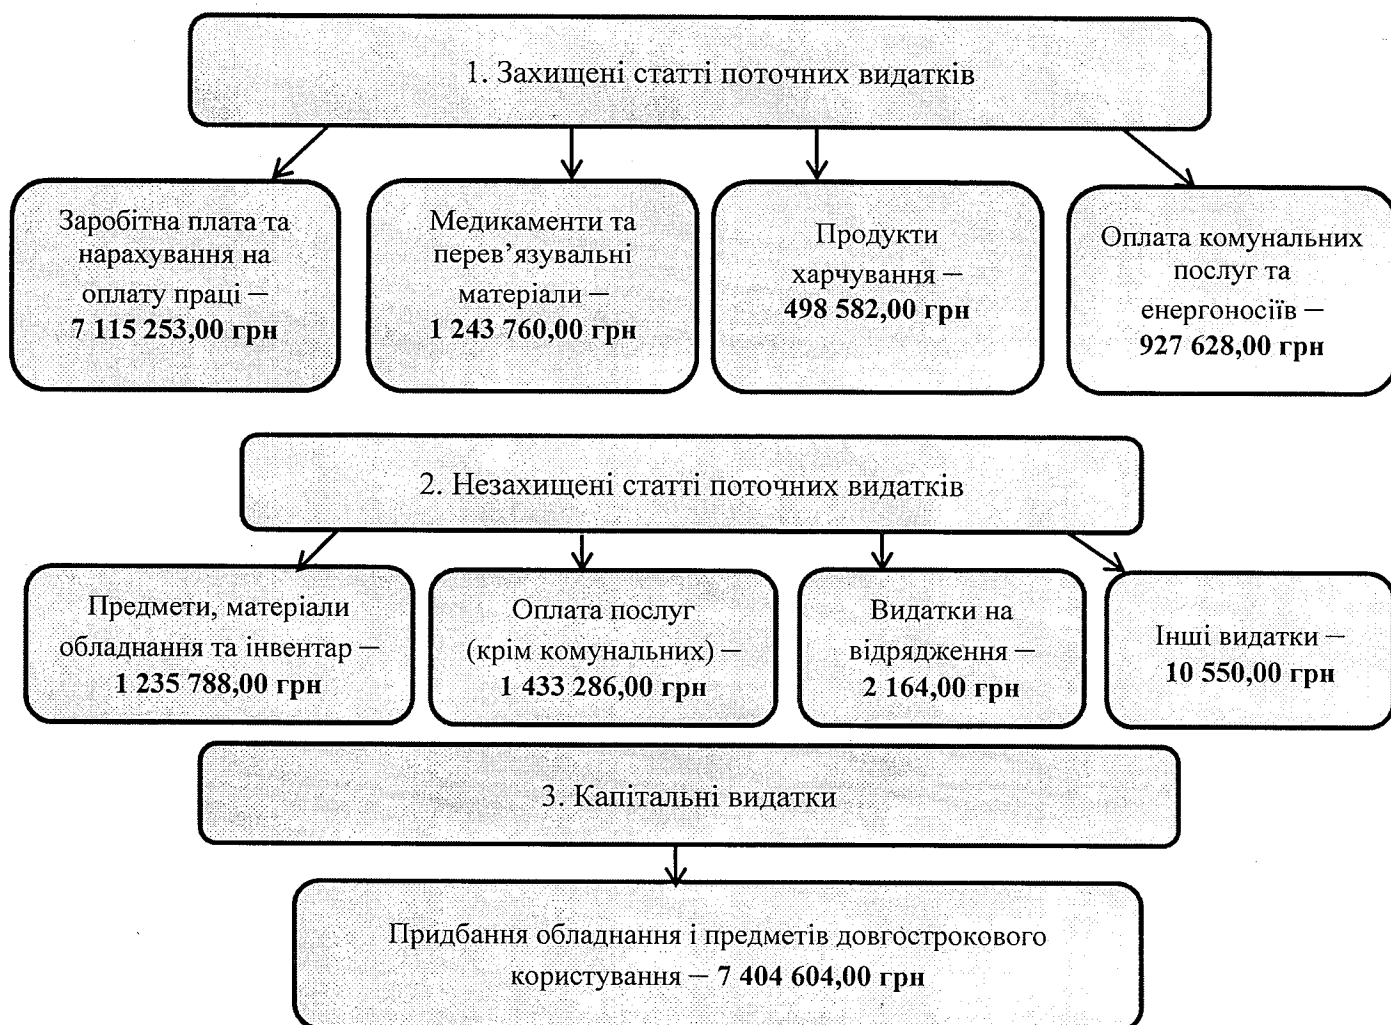 1. Захищені статті поточних видатків
Заробітна плата та
нарахування на
оплату праці —
7 115 253,00 грн
Медикаменти та
перев’язувальні
матеріали —
1 243 760,00 грн
Продукти
харчування —
498 582,00 грн
Оплата комунальних
послуг та
енергоносіїв —
927 628,00 грн
2. Незахищені статті поточних видатків
Предмети, матеріали
обладнання та інвентар —
1 235 788,00 грн
Оплата послуг
(крім комунальних) —
1 433 286,00 грн
Видатки на
відрядження —
2 164,00 грн
Інші видатки —
10 550,00 грн
3. Капітальні видатки
Придбання обладнання і предметів довгострокового
користування — 7 404 604,00 грн